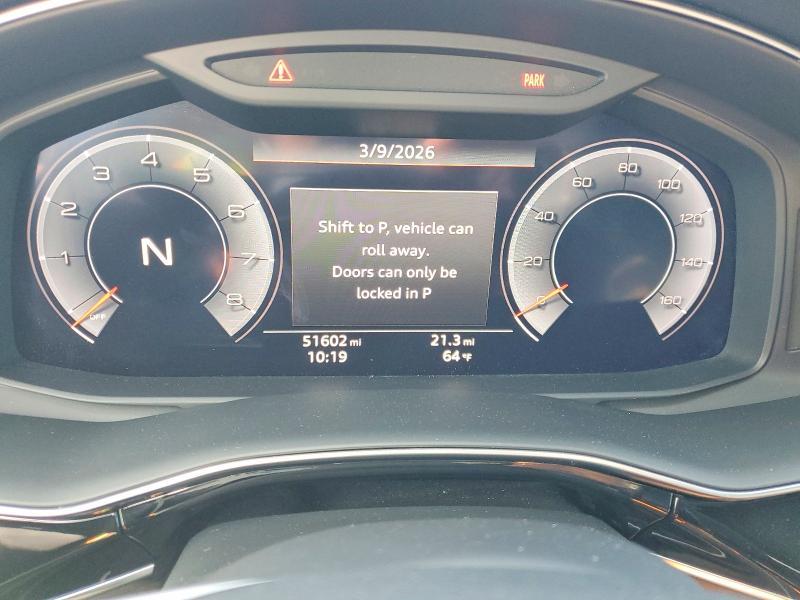 PARK
3/9/2026
1
2
3
4
5
6
7
8
OFF
N
Shift to P, vehicle can
roll away.
Doors can only be
locked in P
0
20
40
60
80
100
120
140
160
51602 mi
21.3 mi
10:19
64 °F